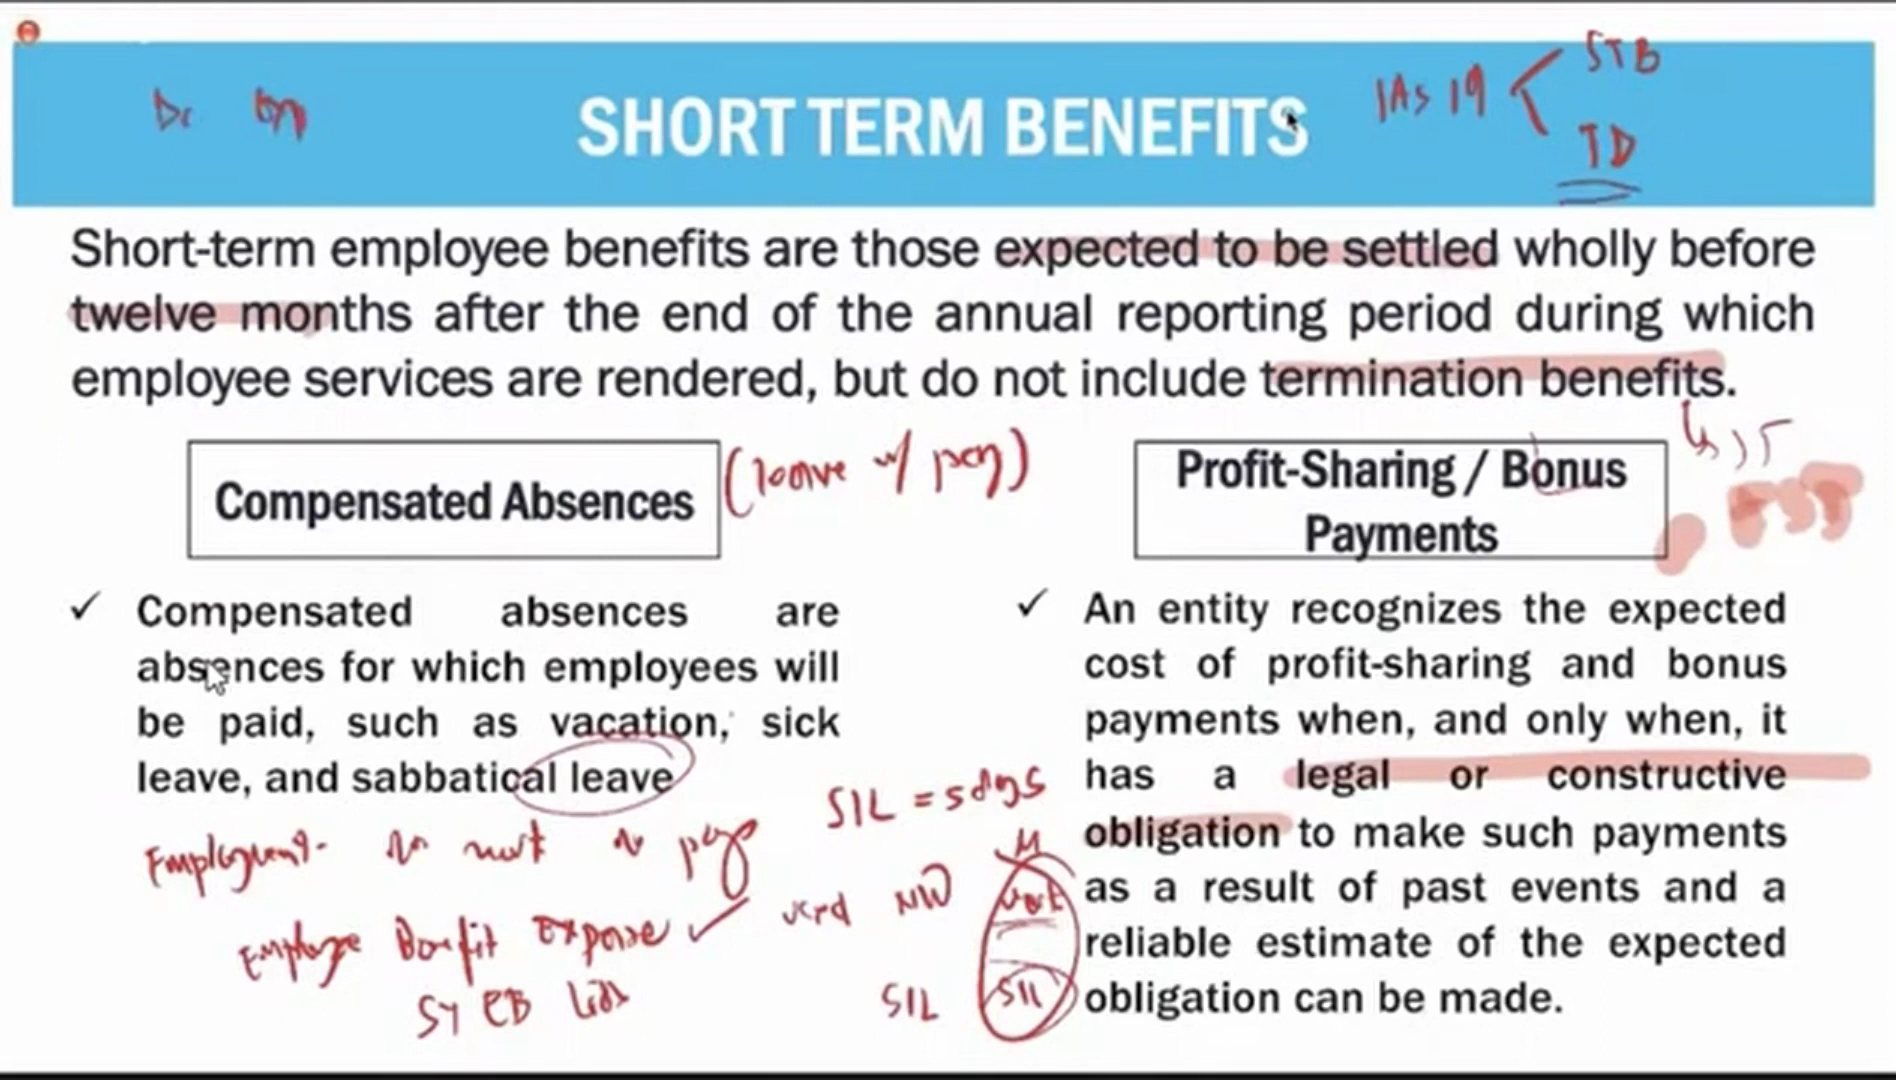 SHORT TERM BENEFITS
IAS 19
STB
TD
Short-term employee benefits are those expected to be settled wholly before
twelve months after the end of the annual reporting period during which
employee services are rendered, but do not include termination benefits.
Compensated Absences
(leave w/ pay)
Profit-Sharing / Bonus
Payments
✓ Compensated absences are
absences for which employees will
be paid, such as vacation, sick
leave, and sabbatical leave
SIL = 5 days
to pay
Employee Benefit Expense
ST EB
SIL
SIL
✓ An entity recognizes the expected
cost of profit-sharing and bonus
payments when, and only when, it
has a legal or constructive
obligation to make such payments
as a result of past events and a
reliable estimate of the expected
obligation can be made.